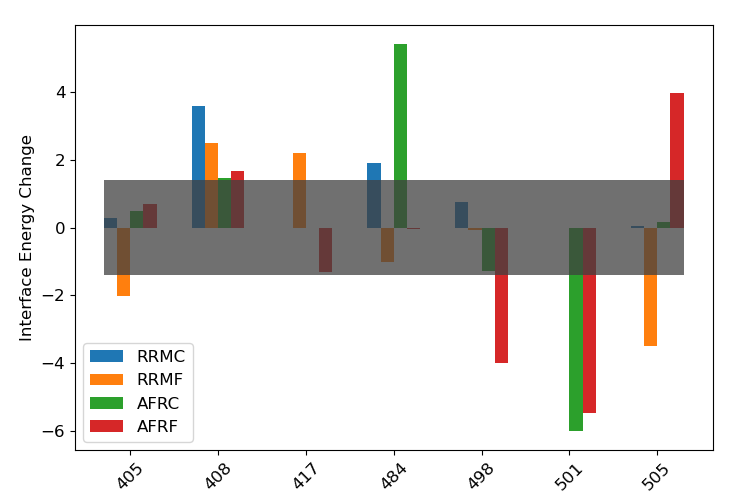 Interface Energy Change
4
2
0
−2
−4
−6
RRMC
RRMF
AFRC
AFRF
405 408 417 484 498 501 505